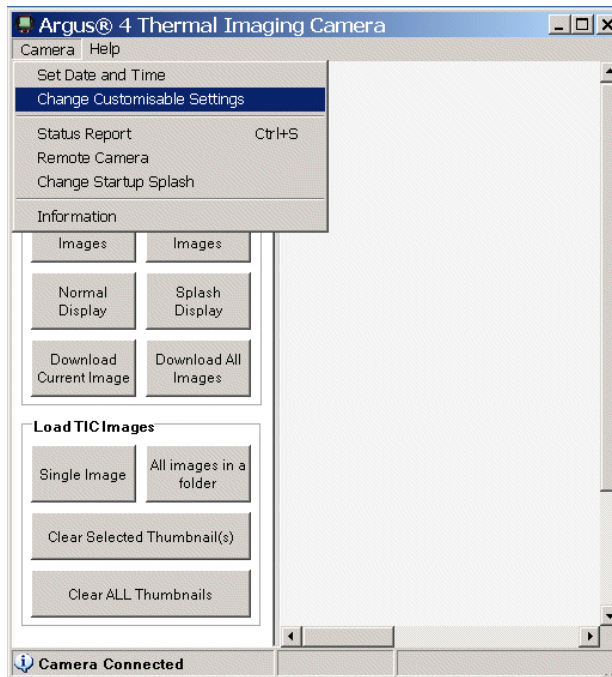 Argus® 4 Thermal Imaging Camera
Camera Help
Set Date and Time
Change Customisable Settings
Status Report Ctrl+S
Remote Camera
Change Startup Splash
Information
Images Images
Normal Splash
Display Display
Download Download All
Current Image Images
Load TIC Images
Single Image All images in a
folder
Clear Selected Thumbnail(s)
Clear ALL Thumbnails
Camera Connected